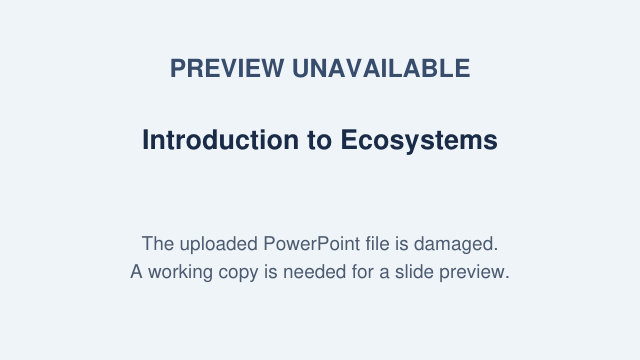 PREVIEW UNAVAILABLE
Introduction to Ecosystems
The uploaded PowerPoint file is damaged.
A working copy is needed for a slide preview.